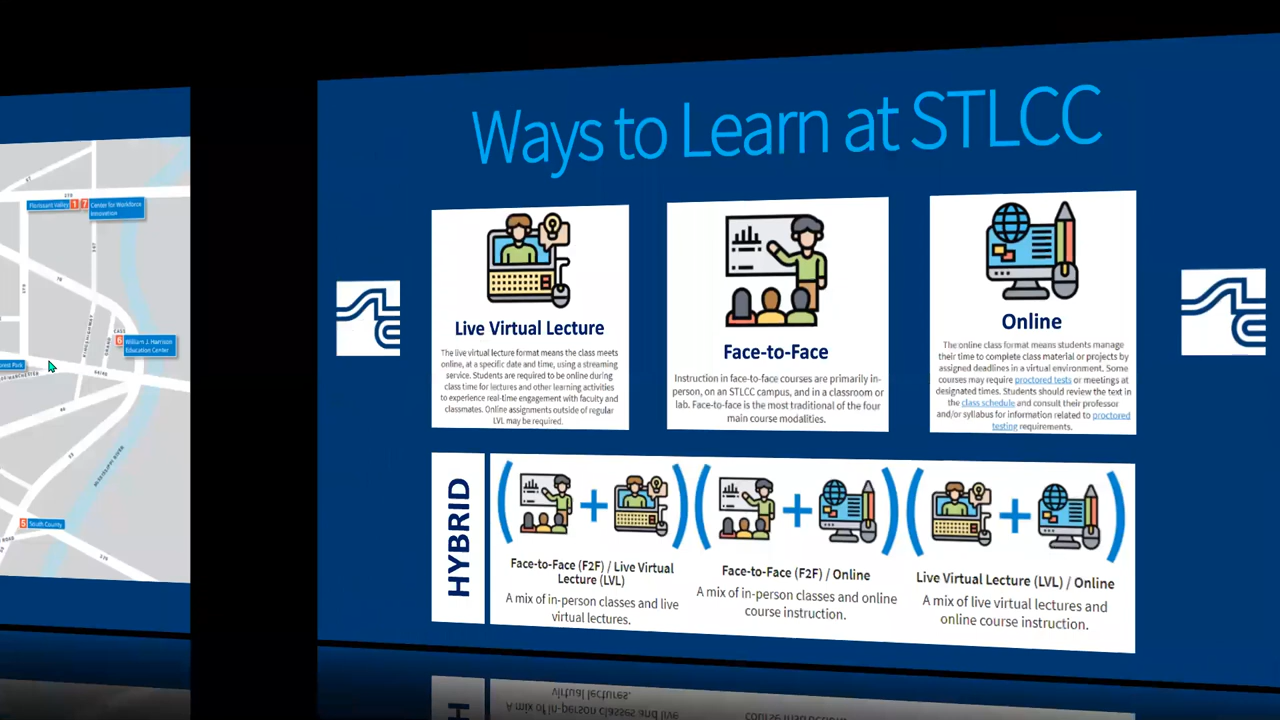 Ways to Learn at STLCC
Live Virtual Lecture
The live virtual lecture format means the class meets
online, at a specific date and time, using a streaming
service. Students are required to be online during
class time for lectures and other learning activities
to experience real-time engagement with faculty and
classmates. Online assignments outside of regular
LVL may be required.
Face-to-Face
Instruction in face-to-face courses are primarily in-
person, on an STLCC campus, and in a classroom or
lab. Face-to-face is the most traditional of the four
main course modalities.
Online
The online class format means students manage
their time to complete class material or projects by
assigned deadlines in a virtual environment. Some
courses may require proctored tests or meetings at
designated times. Students should review the text in
the class schedule and consult their professor
and/or syllabus for information related to proctored
testing requirements.
HYBRID
Face-to-Face (F2F) / Live Virtual
Lecture (LVL)
A mix of in-person classes and live
virtual lectures.
Face-to-Face (F2F) / Online
A mix of in-person classes and online
course instruction.
Live Virtual Lecture (LVL) / Online
A mix of live virtual lectures and
online course instruction.
Florissant Valley 1
7 Center for Workforce
Innovation
6 William J. Harrison
Education Center
Forest Park
5 South County
MISSISSIPPI RIVER